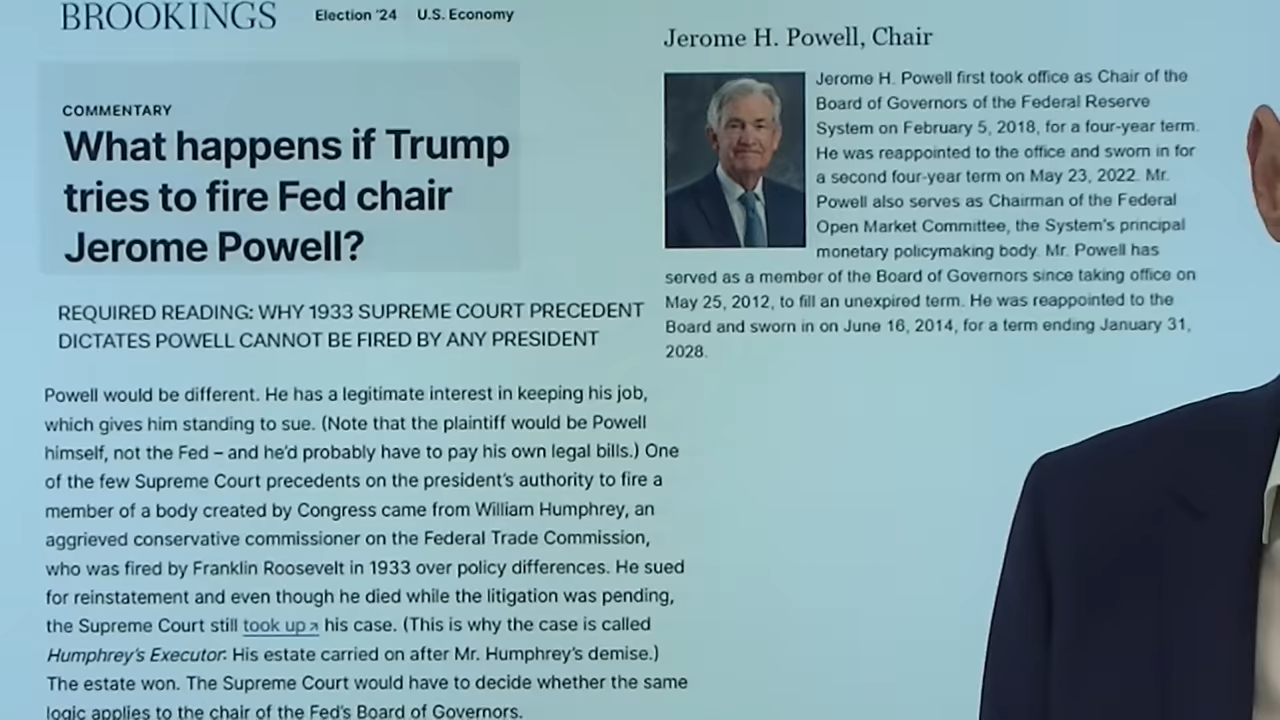 BROOKINGS
Election '24 U.S. Economy
COMMENTARY
What happens if Trump
tries to fire Fed chair
Jerome Powell?
REQUIRED READING: WHY 1933 SUPREME COURT PRECEDENT
DICTATES POWELL CANNOT BE FIRED BY ANY PRESIDENT
Powell would be different. He has a legitimate interest in keeping his job,
which gives him standing to sue. (Note that the plaintiff would be Powell
himself, not the Fed – and he'd probably have to pay his own legal bills.) One
of the few Supreme Court precedents on the president's authority to fire a
member of a body created by Congress came from William Humphrey, an
aggrieved conservative commissioner on the Federal Trade Commission,
who was fired by Franklin Roosevelt in 1933 over policy differences. He sued
for reinstatement and even though he died while the litigation was pending,
the Supreme Court still took up↗ his case. (This is why the case is called
Humphrey's Executor. His estate carried on after Mr. Humphrey's demise.)
The estate won. The Supreme Court would have to decide whether the same
logic applies to the chair of the Fed's Board of Governors.
Jerome H. Powell, Chair
Jerome H. Powell first took office as Chair of the
Board of Governors of the Federal Reserve
System on February 5, 2018, for a four-year term.
He was reappointed to the office and sworn in for
a second four-year term on May 23, 2022. Mr.
Powell also serves as Chairman of the Federal
Open Market Committee, the System's principal
monetary policymaking body. Mr. Powell has
served as a member of the Board of Governors since taking office on
May 25, 2012, to fill an unexpired term. He was reappointed to the
Board and sworn in on June 16, 2014, for a term ending January 31,
2028.